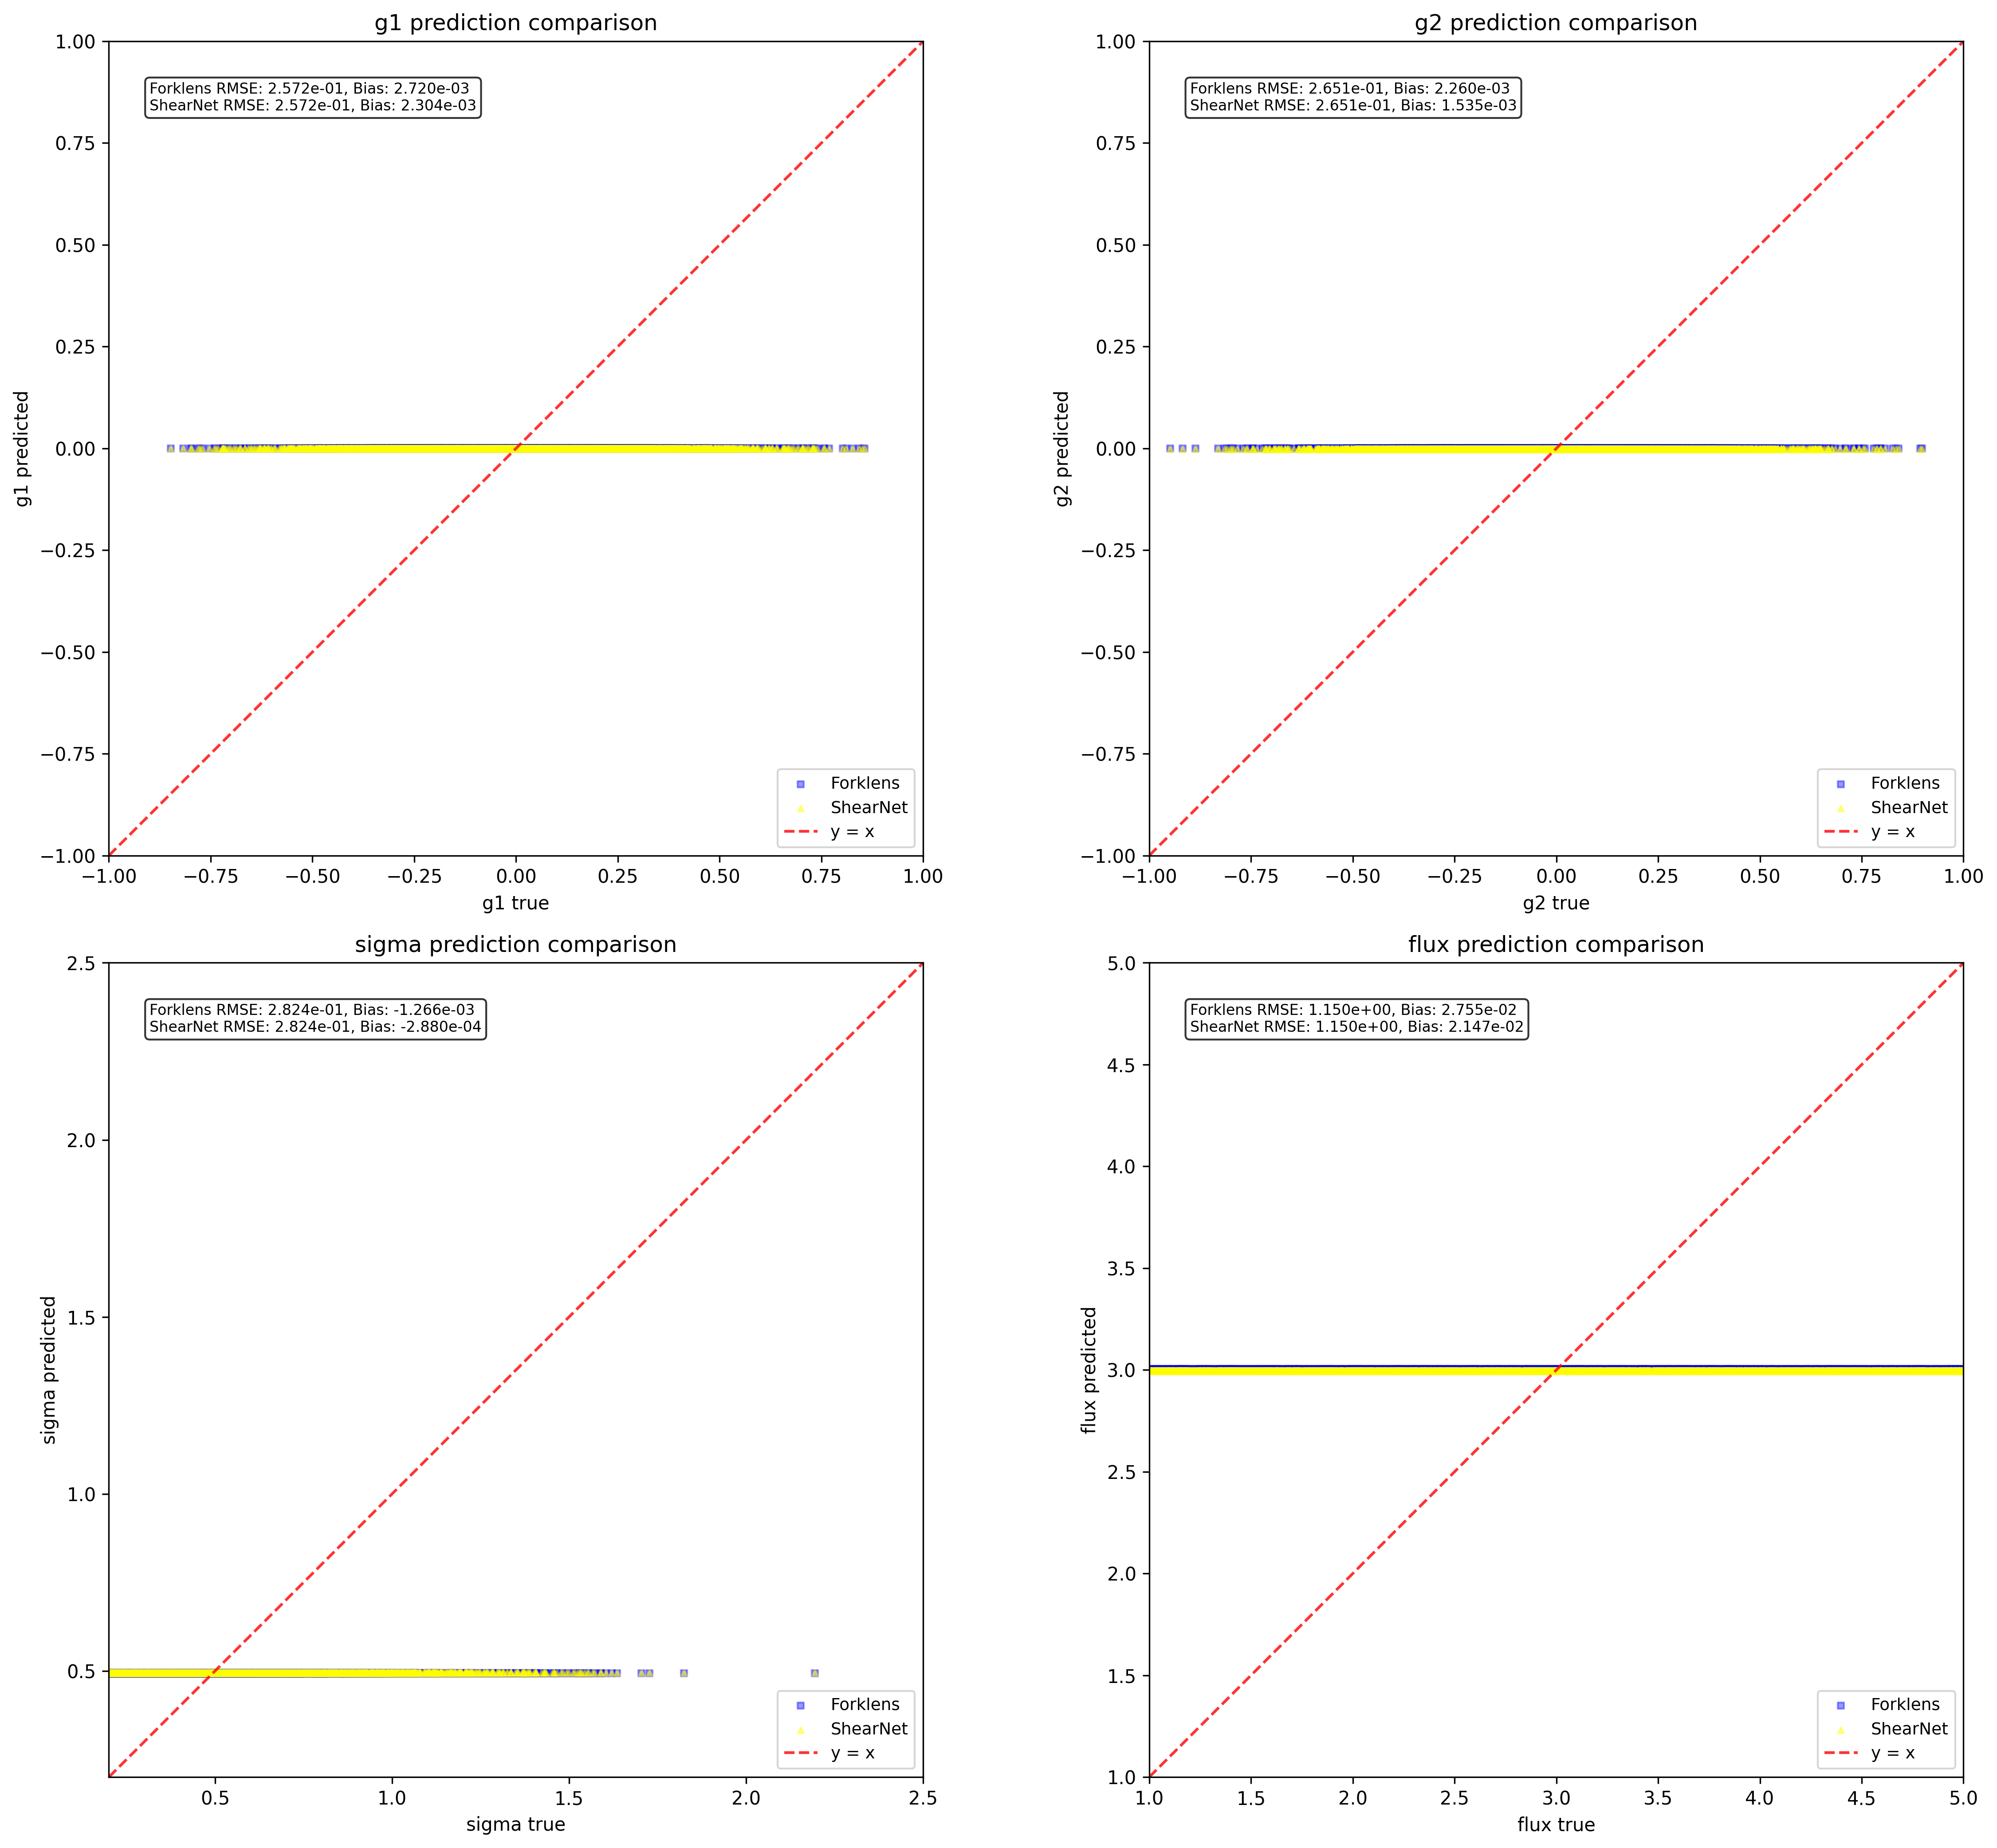 g1 prediction comparison
1.00
0.75
0.50
0.25
0.00
−0.25
−0.50
−0.75
−1.00
g1 predicted
Forklens RMSE: 2.572e-01, Bias: 2.720e-03
ShearNet RMSE: 2.572e-01, Bias: 2.304e-03
Forklens
ShearNet
y = x
−1.00 −0.75 −0.50 −0.25 0.00 0.25 0.50 0.75 1.00
g1 true
g2 prediction comparison
1.00
0.75
0.50
0.25
0.00
−0.25
−0.50
−0.75
−1.00
g2 predicted
Forklens RMSE: 2.651e-01, Bias: 2.260e-03
ShearNet RMSE: 2.651e-01, Bias: 1.535e-03
Forklens
ShearNet
y = x
−1.00 −0.75 −0.50 −0.25 0.00 0.25 0.50 0.75 1.00
g2 true
sigma prediction comparison
2.5
2.0
1.5
1.0
0.5
sigma predicted
Forklens RMSE: 2.824e-01, Bias: -1.266e-03
ShearNet RMSE: 2.824e-01, Bias: -2.880e-04
Forklens
ShearNet
y = x
0.5 1.0 1.5 2.0 2.5
sigma true
flux prediction comparison
5.0
4.5
4.0
3.5
3.0
2.5
2.0
1.5
1.0
flux predicted
Forklens RMSE: 1.150e+00, Bias: 2.755e-02
ShearNet RMSE: 1.150e+00, Bias: 2.147e-02
Forklens
ShearNet
y = x
1.0 1.5 2.0 2.5 3.0 3.5 4.0 4.5 5.0
flux true